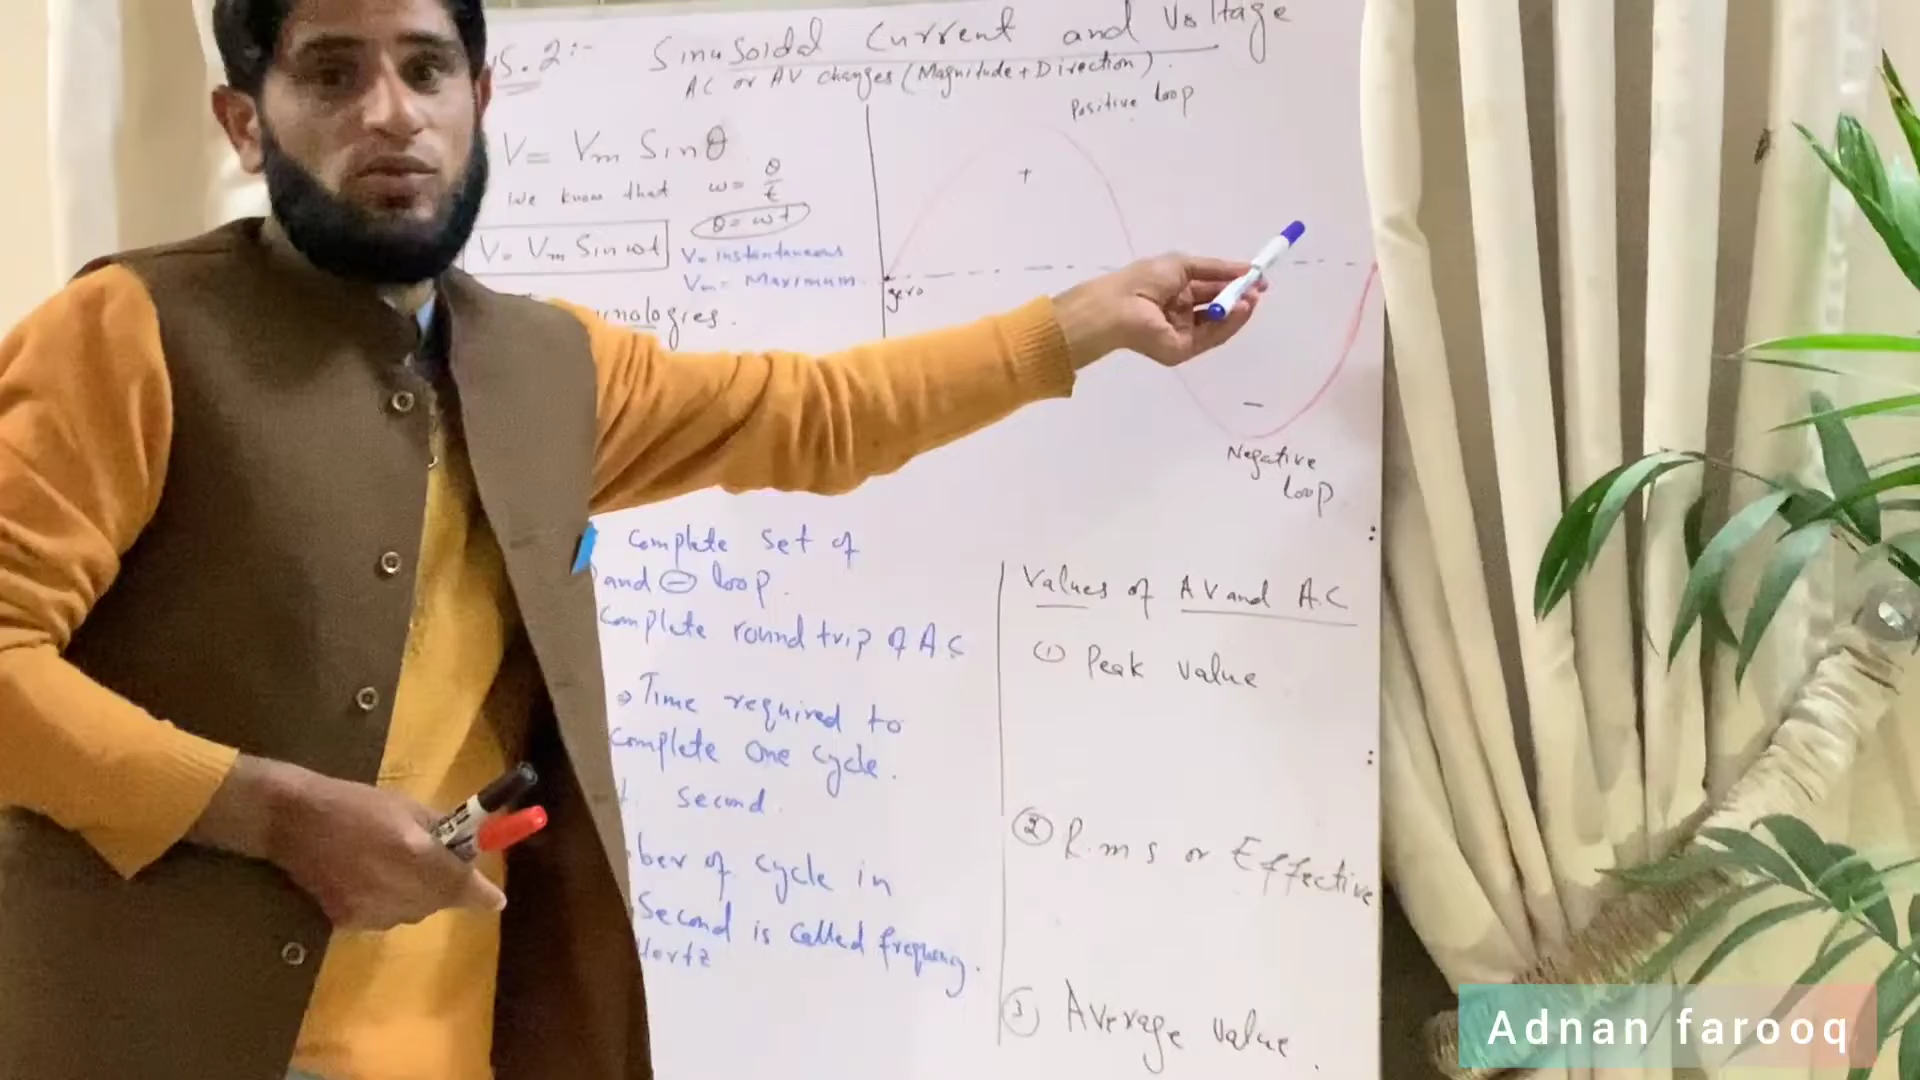 15.2:- Sinusoidal Current and Voltage
AC or AV changes (Magnitude + Direction).
Positive loop
V = Vm Sinθ
We know that ω = θ/t
θ = ωt
V = Vm Sin ωt
V = instantaneous
Vm = Maximum
+
zero
nologies.
-
Negative
loop
Complete Set of
and ⊖ loop.
Complete round trip of AC
Time required to
Complete One cycle.
second.
ber of cycle in
Second is called frequency.
Hertz
Values of AV and A.C
① Peak value
② R.m s or Effective
③ Average value.
Adnan farooq